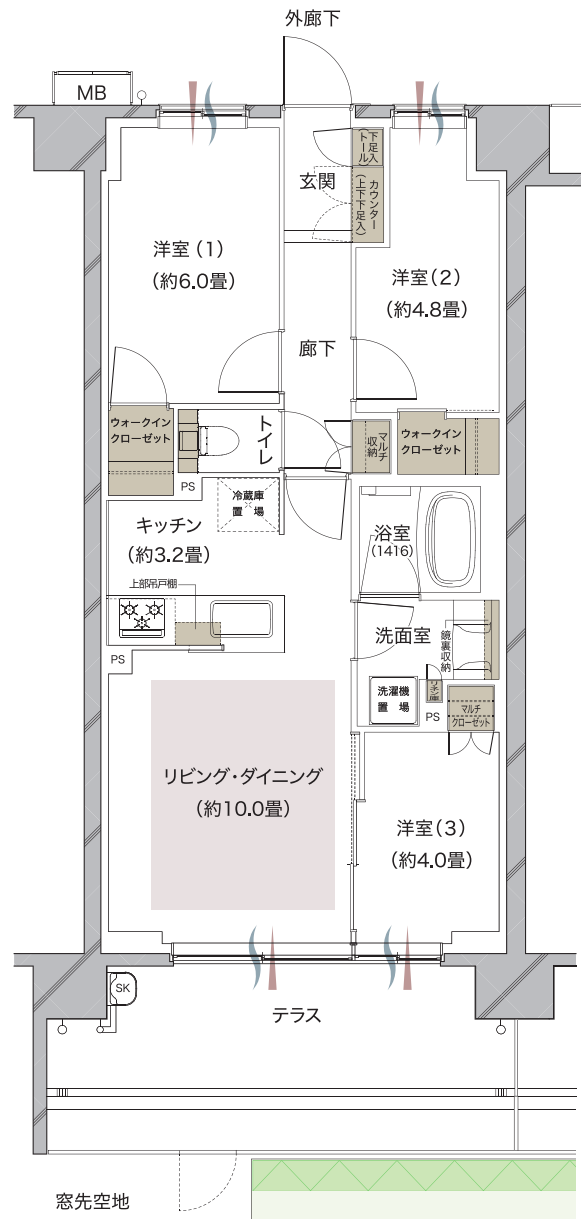 外廊下
MB
下足入
(トール)
玄関
カウンター
(上下下足入)
洋室(1)
(約6.0畳)
洋室(2)
(約4.8畳)
廊下
ウォークイン
クローゼット
トイレ
マルチ
収納
ウォークイン
クローゼット
PS
冷蔵庫
置場
キッチン
(約3.2畳)
浴室
(1416)
上部吊戸棚
洗面室
鏡裏収納
PS
洗濯機
置場
リネン庫
PS
マルチ
クローゼット
リビング・ダイニング
(約10.0畳)
洋室(3)
(約4.0畳)
SK
テラス
窓先空地